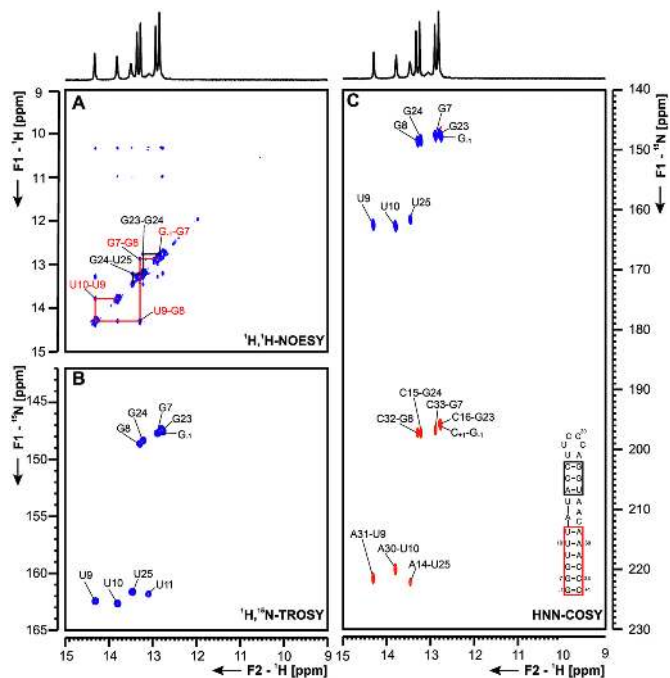 A
F1 - ¹H [ppm]
9
10
11
12
13
14
15
G23-G24
G₋₁-G7
G7-G8
G24-U25
U10-U9
U9-G8
¹H,¹H-NOESY
B
F1 - ¹⁵N [ppm]
145
150
155
160
165
G24
G7
G8
G23
G₋₁
U9
U10
U25
U11
¹H,¹⁵N-TROSY
15 14 13 12 11 10 9
F2 - ¹H [ppm]
C
140
150
160
170
180
190
200
210
220
230
F1 - ¹⁵N [ppm]
G24
G7
G8
G23
G₋₁
U9
U10
U25
C15-G24
C33-G7
C32-G8
C16-G23
C₊₁-G₋₁
A31-U9
A30-U10
A14-U25
HNN-COSY
C C
U C
U A
C G
C G
A U
U A
A A
C
U A
U A
U A
G C
G C
G C
15 14 13 12 11 10 9
F2 - ¹H [ppm]